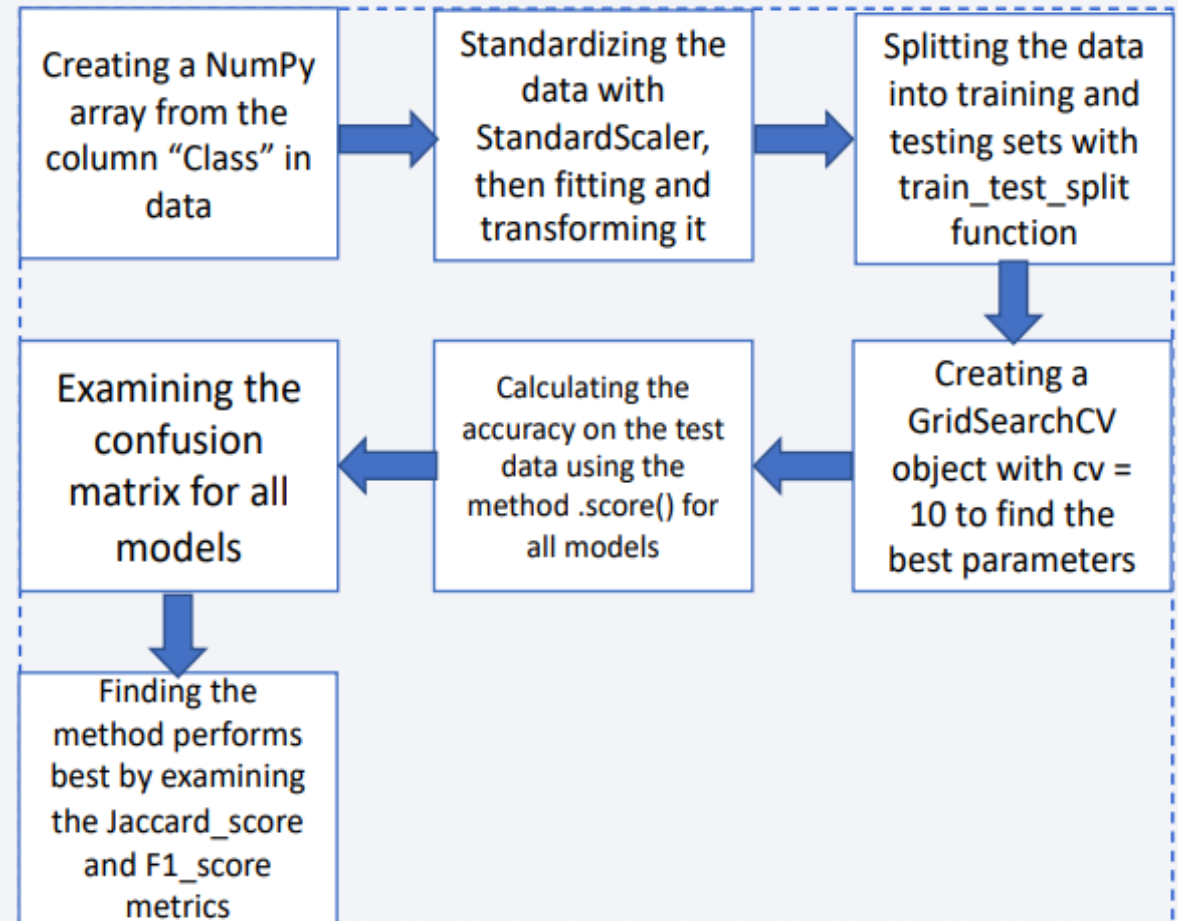 Creating a NumPy
array from the
column “Class” in
data
Standardizing the
data with
StandardScaler,
then fitting and
transforming it
Splitting the data
into training and
testing sets with
train_test_split
function
Creating a
GridSearchCV
object with cv =
10 to find the
best parameters
Calculating the
accuracy on the test
data using the
method .score() for
all models
Examining the
confusion
matrix for all
models
Finding the
method performs
best by examining
the Jaccard_score
and F1_score
metrics